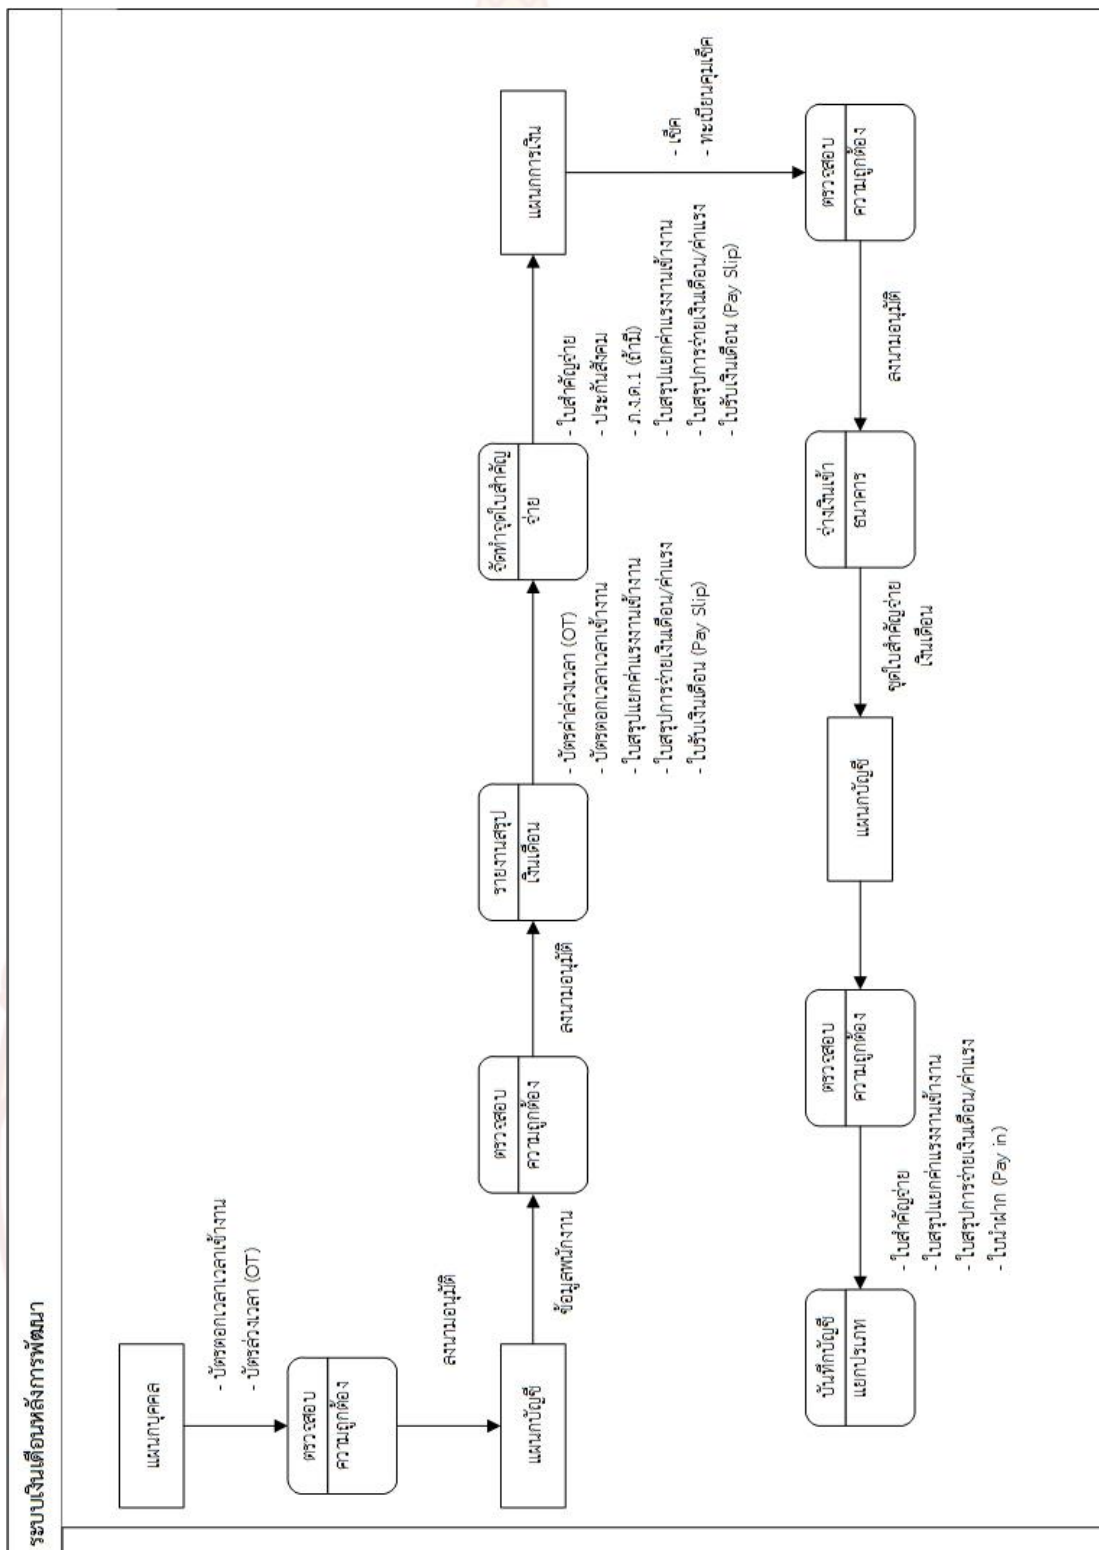 ระบบเงินเดือนหลังการพัฒนา
แผนกบุคคล
- บัตรตอกเวลาเวลาเข้างาน
- บัตรล่วงเวลา (OT)
ตรวจสอบ
ความถูกต้อง
ลงนามอนุมัติ
แผนกบัญชี
ข้อมูลพนักงาน
ตรวจสอบ
ความถูกต้อง
ลงนามอนุมัติ
รายงานสรุป
เงินเดือน
- บัตรค่าล่วงเวลา (OT)
- บัตรตอกเวลาเวลาเข้างาน
- ใบสรุปแยกค่าแรงงานเข้างาน
- ใบสรุปการจ่ายเงินเดือน/ค่าแรง
- ใบรับเงินเดือน (Pay Slip)
จัดทำชุดใบสำคัญ
จ่าย
- ใบสำคัญจ่าย
- ประกันสังคม
- ภ.ง.ด.1 (ถ้ามี)
- ใบสรุปแยกค่าแรงงานเข้างาน
- ใบสรุปการจ่ายเงินเดือน/ค่าแรง
- ใบรับเงินเดือน (Pay Slip)
แผนกการเงิน
- เช็ค
- ทะเบียนคุมเช็ค
ตรวจสอบ
ความถูกต้อง
ลงนามอนุมัติ
จ่างเงินเข้า
ธนาคาร
ชุดใบสำคัญจ่าย
เงินเดือน
แผนกบัญชี
ตรวจสอบ
ความถูกต้อง
- ใบสำคัญจ่าย
- ใบสรุปแยกค่าแรงงานเข้างาน
- ใบสรุปการจ่ายเงินเดือน/ค่าแรง
- ใบนำฝาก (Pay in)
บันทึกบัญชี
แยกประเภท